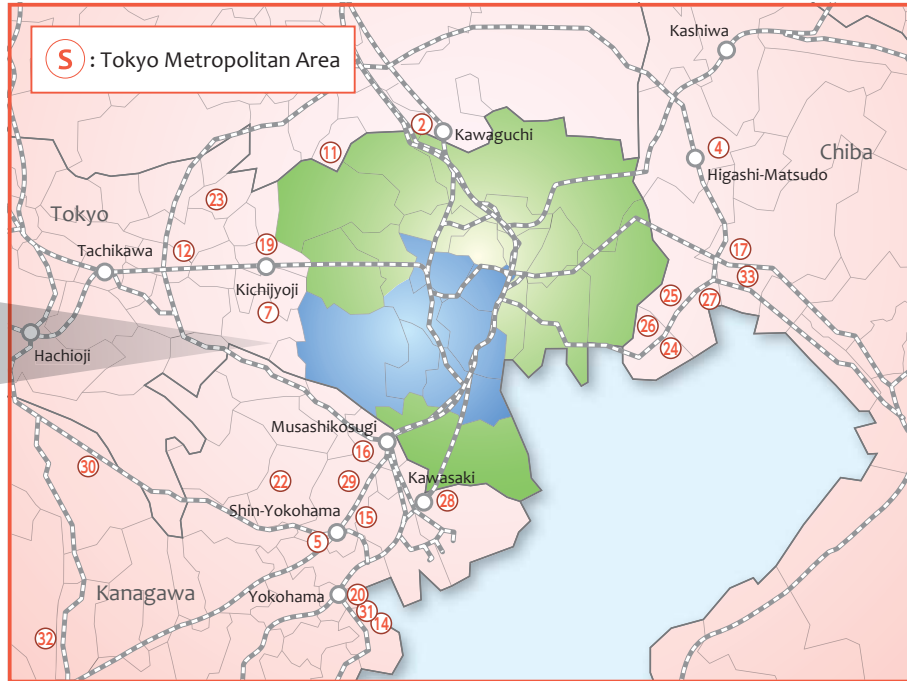 S : Tokyo Metropolitan Area
Kashiwa
2
Kawaguchi
11
4
Higashi-Matsudo
Chiba
23
Tokyo
12
19
17
Tachikawa
33
Kichijyoji
7
25
27
26
24
Hachioji
Musashikosugi
16
30
22
29
Kawasaki
28
Shin-Yokohama
15
5
Kanagawa
Yokohama
20
31
14
32